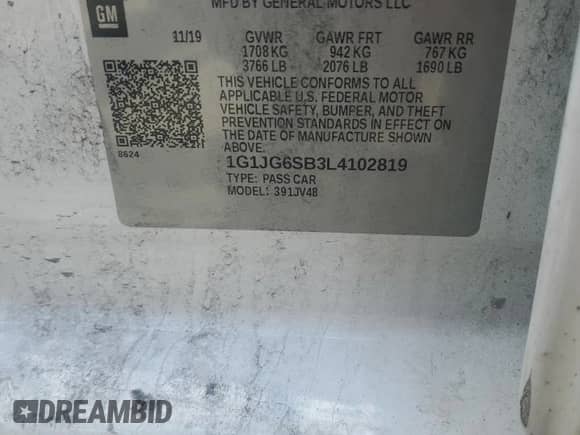 MFD BY GENERAL MOTORS LLC
GM
11/19 GVWR GAWR FRT GAWR RR
1708 KG 942 KG 767 KG
3766 LB 2076 LB 1690 LB
THIS VEHICLE CONFORMS TO ALL
APPLICABLE U.S. FEDERAL MOTOR
VEHICLE SAFETY, BUMPER, AND THEFT
PREVENTION STANDARDS IN EFFECT ON
THE DATE OF MANUFACTURE SHOWN
ABOVE.
8624
1G1JG6SB3L4102819
TYPE: PASS CAR
MODEL: 391JV48
DREAMBID